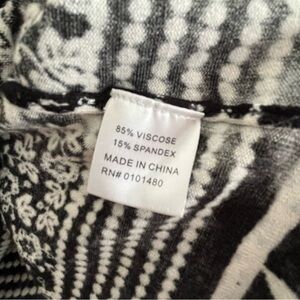 85% VISCOSE
15% SPANDEX
MADE IN CHINA
RN# 0101480